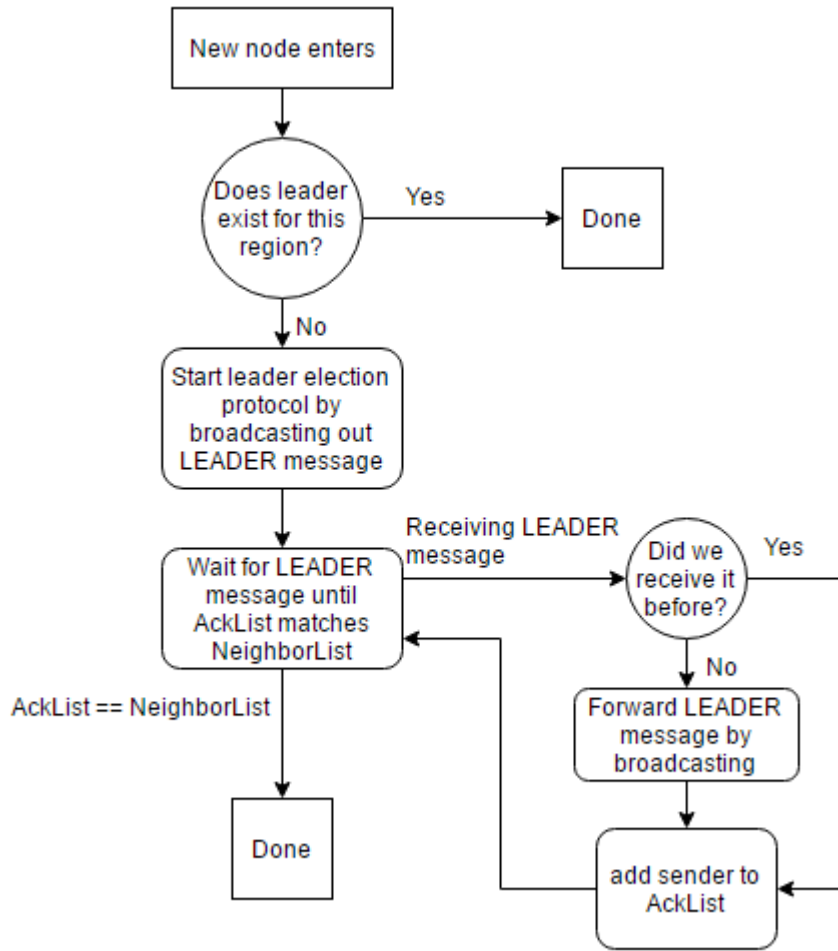 New node enters
Does leader
exist for this
region?
Yes
Done
No
Start leader election
protocol by
broadcasting out
LEADER message
Receiving LEADER
message
Wait for LEADER
message until
AckList matches
NeighborList
Did we
receive it
before?
Yes
No
AckList == NeighborList
Forward LEADER
message by
broadcasting
Done
add sender to
AckList